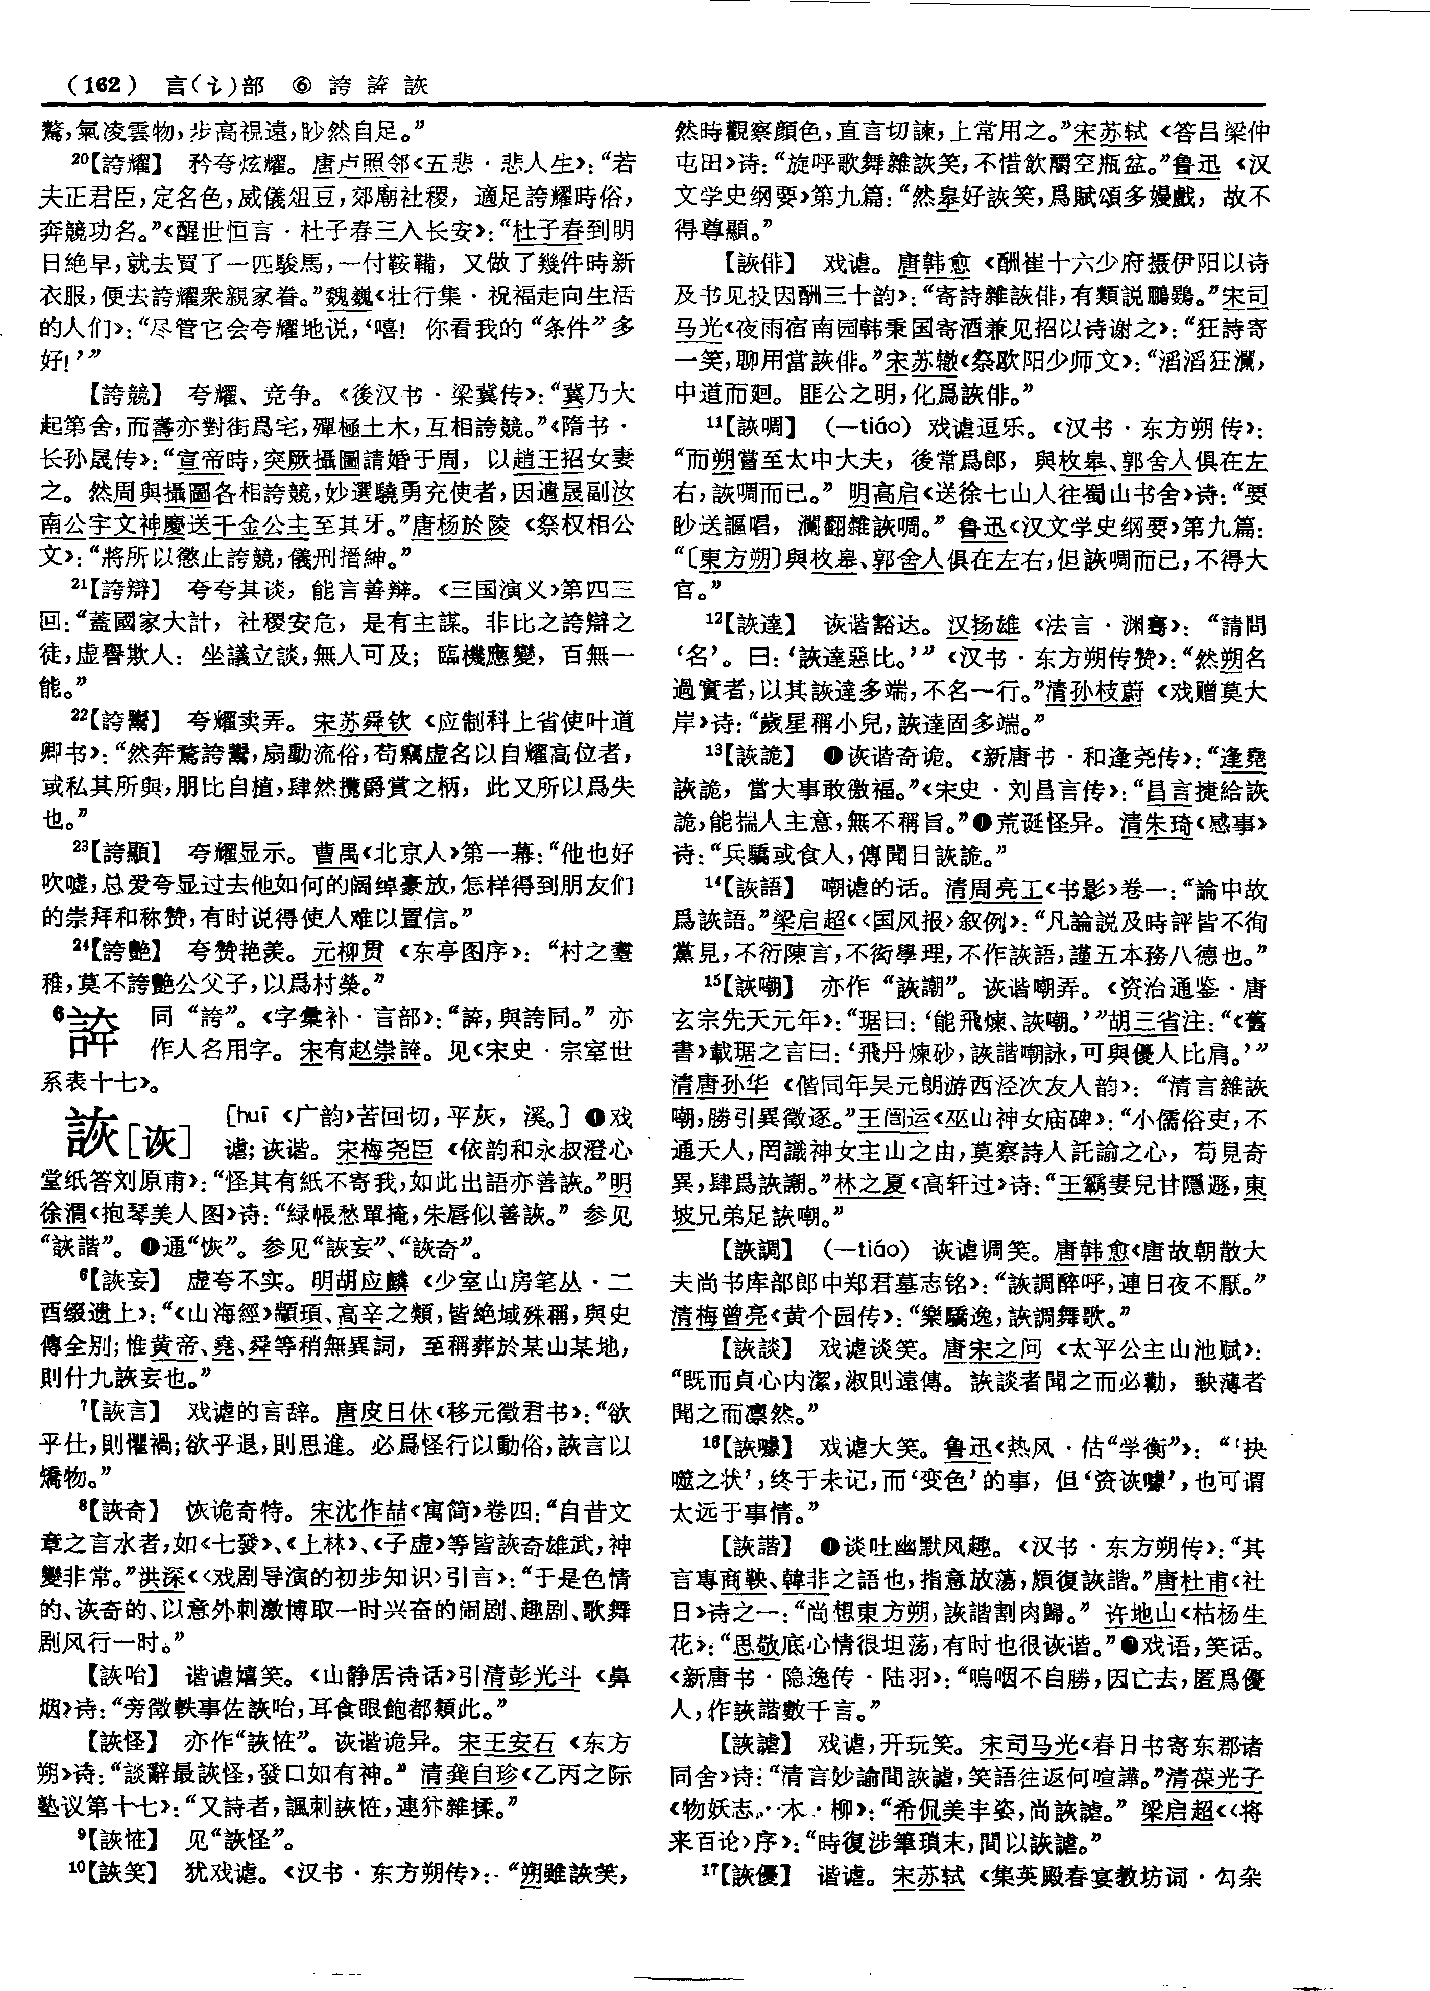 (162) 言(讠)部 ⑥ 誇 誶 詼
鶩,氣凌雲物,步高視遠,眇然自足。”
20【誇耀】 矜夸炫耀。唐卢照邻《五悲·悲人生》:“若
夫正君臣,定名色,威儀俎豆,郊廟社稷,適足誇耀時俗,
奔競功名。”《醒世恒言·杜子春三入长安》:“杜子春到明
日絶早,就去買了一匹駿馬,一付鞍韉,又做了幾件時新
衣服,便去誇耀衆親家眷。”魏巍《壮行集·祝福走向生活
的人们》:“尽管它会夸耀地说,‘嘻!你看我的“条件”多
好!’”
【誇競】 夸耀、竞争。《後汉书·梁冀传》:“冀乃大
起第舍,而壽亦對街爲宅,殫極土木,互相誇競。”《隋书·
长孙晟传》:“宣帝時,突厥攝圖請婚于周,以趙王招女妻
之。然周與攝圖各相誇競,妙選驍勇充使者,因遣晟副汝
南公宇文神慶送千金公主至其牙。”唐杨於陵《祭权相公
文》:“將所以懲止誇競,儀刑搢紳。”
21【誇辯】 夸夸其谈,能言善辩。《三国演义》第四三
回:“蓋國家大計,社稷安危,是有主謀。非比之誇辯之
徒,虚譽欺人:坐議立談,無人可及;臨機應變,百無一
能。”
22【誇鬻】 夸耀卖弄。宋苏舜钦《应制科上省使叶道
卿书》:“然奔鶩誇鬻,扇動流俗,苟竊虚名以自耀高位者,
或私其所與,朋比自植,肆然攬爵賞之柄,此又所以爲失
也。”
23【誇顯】 夸耀显示。曹禺《北京人》第一幕:“他也好
吹嘘,总爱夸显过去他如何的阔绰豪放,怎样得到朋友们
的崇拜和称赞,有时说得使人难以置信。”
24【誇艷】 夸赞艳羡。元柳贯《东亭图序》:“村之耋
稚,莫不誇艷公父子,以爲村榮。”
6 同“誇”。《字彙補·言部》:“,與誇同。”亦
作人名用字。宋有赵崇。见《宋史·宗室世
系表十七》。
詼[诙] [huī 《广韵》苦回切,平灰,溪。] ❶戏
谑;诙谐。宋梅尧臣《依韵和永叔澄心
堂纸答刘原甫》:“怪其有紙不寄我,如此出語亦善詼。”明
徐渭《抱琴美人图》诗:“緑帳愁單掩,朱唇似善詼。”参见
“詼諧”。❷通“恢”。参见“詼妄”、“詼奇”。
6【詼妄】 虚夸不实。明胡应麟《少室山房笔丛·二
酉缀遗上》:“《山海經》顓頊、高辛之類,皆絶域殊稱,與史
傳全别;惟黄帝、堯、舜等稍無異詞,至稱葬於某山某地,
則什九詼妄也。”
7【詼言】 戏谑的言辞。唐皮日休《移元徵君书》:“欲
乎仕,則懼禍;欲乎退,則思進。必爲怪行以動俗,詼言以
矯物。”
8【詼奇】 恢诡奇特。宋沈作喆《寓简》卷四:“自昔文
章之言水者,如《七發》、《上林》、《子虚》等皆詼奇雄武,神
變非常。”洪深《〈戏剧导演的初步知识〉引言》:“于是色情
的、诙奇的、以意外刺激博取一时兴奋的闹剧、趣剧、歌舞
剧风行一时。”
【詼咍】 谐谑嬉笑。《山静居诗话》引清彭光斗《鼻
烟》诗:“旁徵軼事佐詼咍,耳食眼飽都類此。”
【詼怪】 亦作“詼恠”。诙谐诡异。宋王安石《东方
朔》诗:“談辭最詼怪,發口如有神。”清龚自珍《乙丙之际
塾议第十七》:“又詩者,諷刺詼恠,連犿雜揉。”
9【詼恠】 见“詼怪”。
10【詼笑】 犹戏谑。《汉书·东方朔传》:“朔雖詼笑,
然時觀察顔色,直言切諫,上常用之。”宋苏轼《答吕梁仲
屯田》诗:“旋呼歌舞雜詼笑,不惜飲釂空瓶盆。”鲁迅《汉
文学史纲要》第九篇:“然皋好詼笑,爲賦頌多嫚戲,故不
得尊顯。”
【詼俳】 戏谑。唐韩愈《酬崔十六少府摄伊阳以诗
及书见投因酬三十韵》:“寄詩雜詼俳,有類説鵬鷃。”宋司
马光《夜雨宿南园韩秉国寄酒兼见招以诗谢之》:“狂詩寄
一笑,聊用當詼俳。”宋苏辙《祭欧阳少师文》:“滔滔狂瀾,
中道而廻。匪公之明,化爲詼俳。”
11【詼啁】 (—tiáo) 戏谑逗乐。《汉书·东方朔传》:
“而朔嘗至太中大夫,後常爲郎,與枚皋、郭舍人俱在左
右,詼啁而已。”明高启《送徐七山人往蜀山书舍》诗:“要
眇送謳唱,瀾翻雜詼啁。”鲁迅《汉文学史纲要》第九篇:
“〔東方朔〕與枚皋、郭舍人俱在左右,但詼啁而已,不得大
官。”
12【詼達】 诙谐豁达。汉扬雄《法言·渊骞》:“請問
‘名’。曰:‘詼達惡比。’”《汉书·东方朔传赞》:“然朔名
過實者,以其詼達多端,不名一行。”清孙枝蔚《戏赠莫大
岸》诗:“歲星稱小兒,詼達固多端。”
13【詼詭】 ❶诙谐奇诡。《新唐书·和逢尧传》:“逢堯
詼詭,當大事敢徼福。”《宋史·刘昌言传》:“昌言捷給詼
詭,能揣人主意,無不稱旨。”❷荒诞怪异。清朱琦《感事》
诗:“兵驕或食人,傳聞日詼詭。”
14【詼語】 嘲谑的话。清周亮工《书影》卷一:“論中故
爲詼語。”梁启超《〈国风报〉叙例》:“凡論説及時評皆不徇
黨見,不衍陳言,不衒學理,不作詼語,謹五本務八德也。”
15【詼嘲】 亦作“詼謿”。诙谐嘲弄。《资治通鉴·唐
玄宗先天元年》:“琚曰:‘能飛煉、詼嘲。’”胡三省注:“《舊
書》載琚之言曰:‘飛丹煉砂,詼諧嘲詠,可與優人比肩。’”
清唐孙华《偕同年吴元朗游西泾次友人韵》:“清言雜詼
嘲,勝引異徵逐。”王闿运《巫山神女庙碑》:“小儒俗吏,不
通天人,罔識神女主山之由,莫察詩人託諭之心,苟見奇
異,肆爲詼謿。”林之夏《高轩过》诗:“王霸妻兒甘隱遯,東
坡兄弟足詼嘲。”
【詼調】 (—tiáo) 诙谑调笑。唐韩愈《唐故朝散大
夫尚书库部郎中郑君墓志铭》:“詼調醉呼,連日夜不厭。”
清梅曾亮《黄个园传》:“樂驕逸,詼調舞歌。”
【詼談】 戏谑谈笑。唐宋之问《太平公主山池赋》:
“既而貞心内潔,淑則遠傳。詼談者聞之而必勸,軼薄者
聞之而凛然。”
16【詼噱】 戏谑大笑。鲁迅《热风·估“学衡”》:“‘抉
噬之状’,终于未记,而‘变色’的事,但‘资诙噱’,也可谓
太远于事情。”
【詼諧】 ❶谈吐幽默风趣。《汉书·东方朔传》:“其
言專商鞅、韓非之語也,指意放蕩,頗復詼諧。”唐杜甫《社
日》诗之一:“尚想東方朔,詼諧割肉歸。”许地山《枯杨生
花》:“思敬底心情很坦荡,有时也很诙谐。”❷戏语,笑话。
《新唐书·隐逸传·陆羽》:“嗚咽不自勝,因亡去,匿爲優
人,作詼諧數千言。”
【詼謔】 戏谑,开玩笑。宋司马光《春日书寄东郡诸
同舍》诗:“清言妙論間詼謔,笑語往返何喧譁。”清葆光子
《物妖志·木·柳》:“希侃美丰姿,尚詼謔。”梁启超《〈将
来百论〉序》:“時復涉筆瑣末,間以詼謔。”
17【詼優】 谐谑。宋苏轼《集英殿春宴教坊词·勾杂